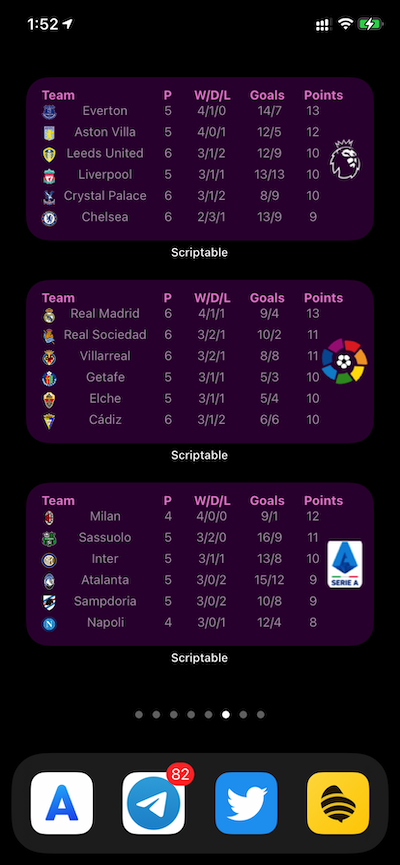 1:52
Team P W/D/L Goals Points
Everton 5 4/1/0 14/7 13
Aston Villa 5 4/0/1 12/5 12
Leeds United 6 3/1/2 12/9 10
Liverpool 5 3/1/1 13/13 10
Crystal Palace 6 3/1/2 8/9 10
Chelsea 6 2/3/1 13/9 9
Scriptable
Team P W/D/L Goals Points
Real Madrid 6 4/1/1 9/4 13
Real Sociedad 6 3/2/1 10/2 11
Villarreal 6 3/2/1 8/8 11
Getafe 5 3/1/1 5/3 10
Elche 5 3/1/1 5/4 10
Cádiz 6 3/1/2 6/6 10
Scriptable
Team P W/D/L Goals Points
Milan 4 4/0/0 9/1 12
Sassuolo 5 3/2/0 16/9 11
Inter 5 3/1/1 13/8 10
Atalanta 5 3/0/2 15/12 9
Sampdoria 5 3/0/2 10/8 9
Napoli 4 3/0/1 12/4 8
SERIE A
Scriptable
82